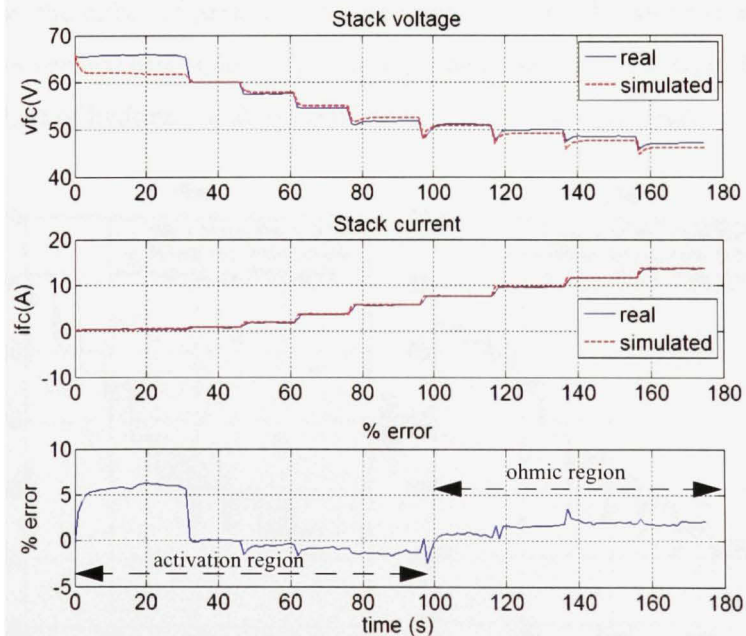 Stack voltage
70
60
50
40
vfc(V)
real
simulated
0 20 40 60 80 100 120 140 160 180
Stack current
20
10
0
-10
ifc(A)
real
simulated
0 20 40 60 80 100 120 140 160 180
% error
10
5
0
-5
% error
ohmic region
activation region
0 20 40 60 80 100 120 140 160 180
time (s)